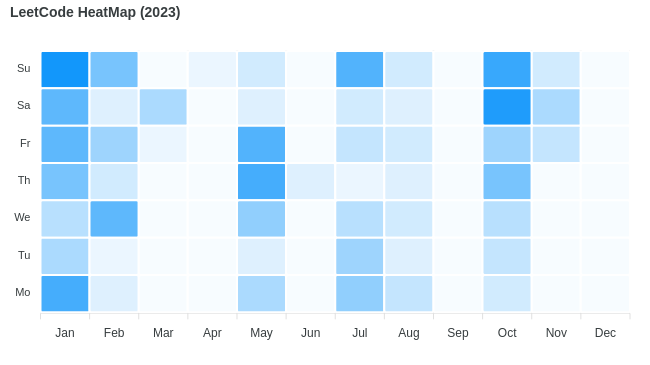 LeetCode HeatMap (2023)
Su
Sa
Fr
Th
We
Tu
Mo
Jan Feb Mar Apr May Jun Jul Aug Sep Oct Nov Dec